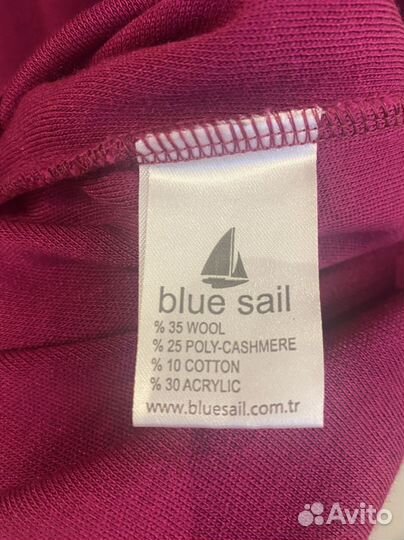 blue sail
% 35 WOOL
% 25 POLY-CASHMERE
% 10 COTTON
% 30 ACRYLIC
www.bluesail.com.tr
Avito